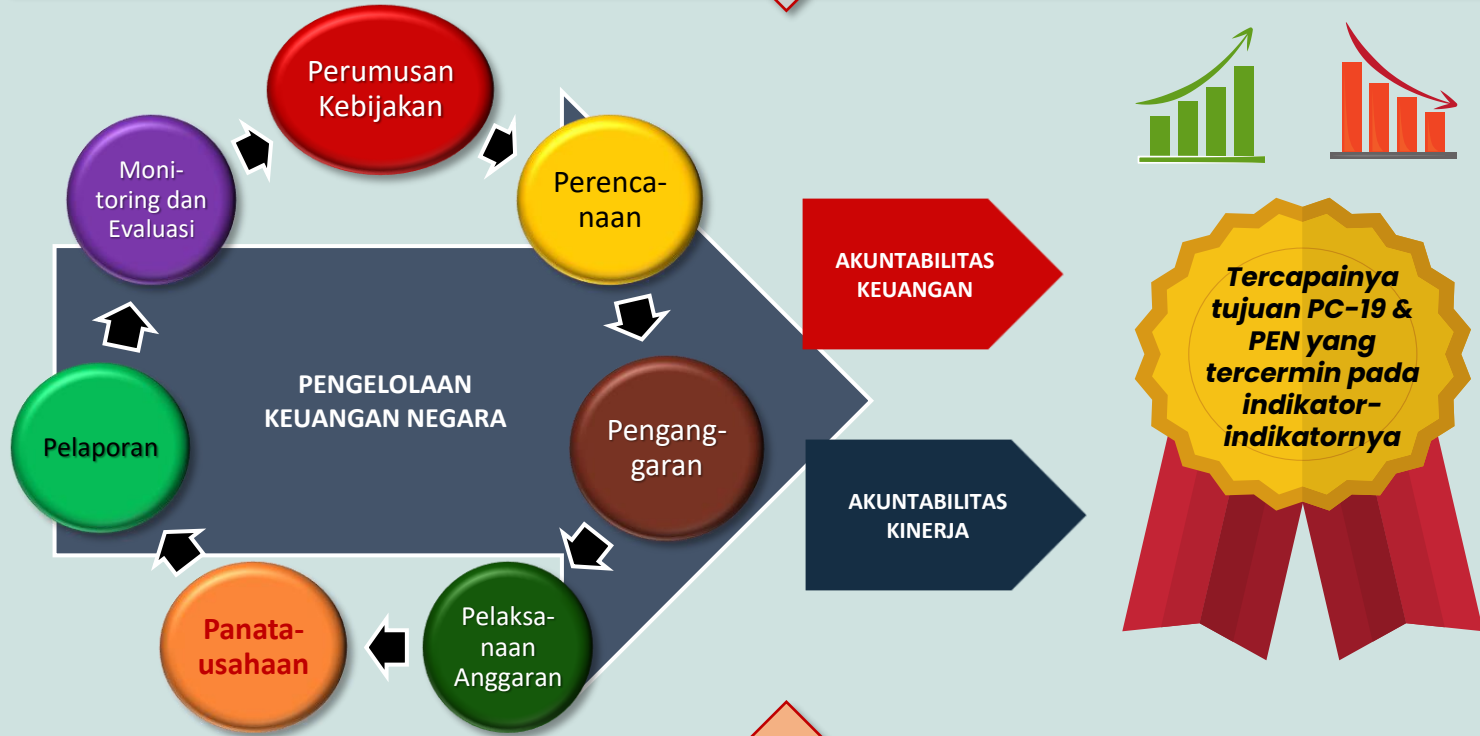 Perumusan
Kebijakan
Perenca-
naan
Pengang-
garan
Pelaksa-
naan
Anggaran
Panata-
usahaan
Pelaporan
Moni-
toring dan
Evaluasi
PENGELOLAAN
KEUANGAN NEGARA
AKUNTABILITAS
KEUANGAN
AKUNTABILITAS
KINERJA
Tercapainya
tujuan PC-19 &
PEN yang
tercermin pada
indikator-
indikatornya